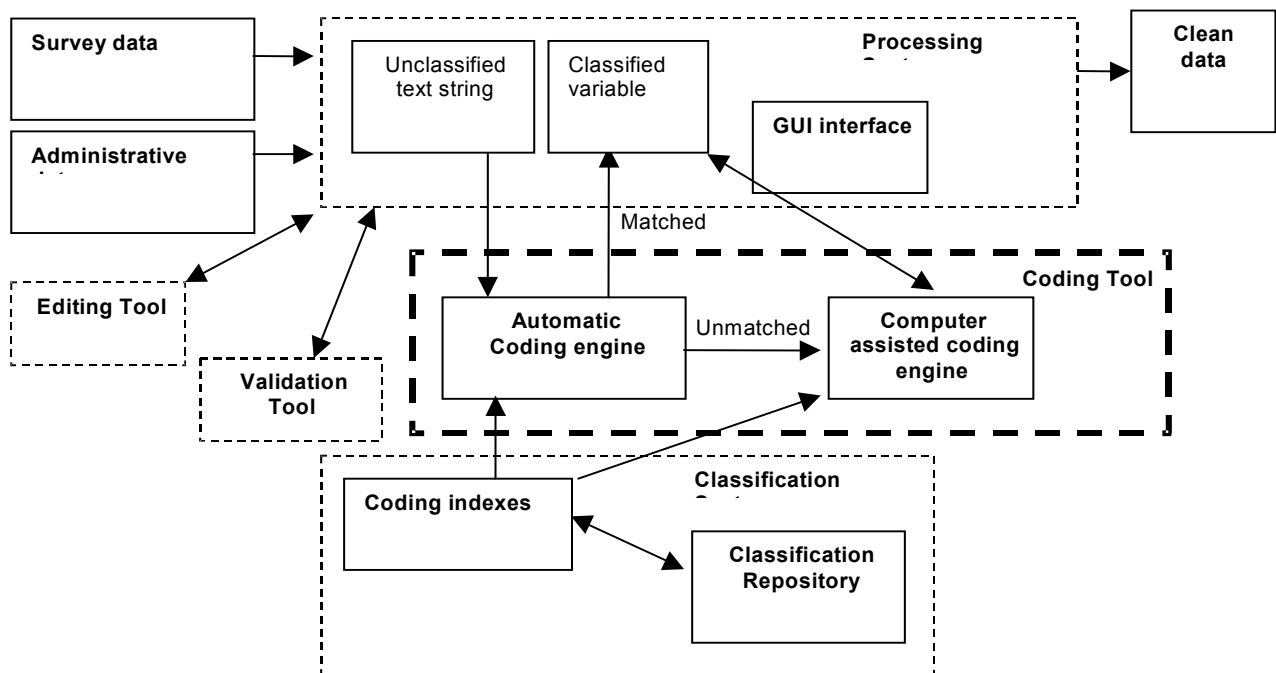 Survey data
Administrative
Unclassified
text string
Classified
variable
Processing
GUI interface
Clean
data
Matched
Editing Tool
Validation
Tool
Coding Tool
Automatic
Coding engine
Unmatched
Computer
assisted coding
engine
Classification
Coding indexes
Classification
Repository